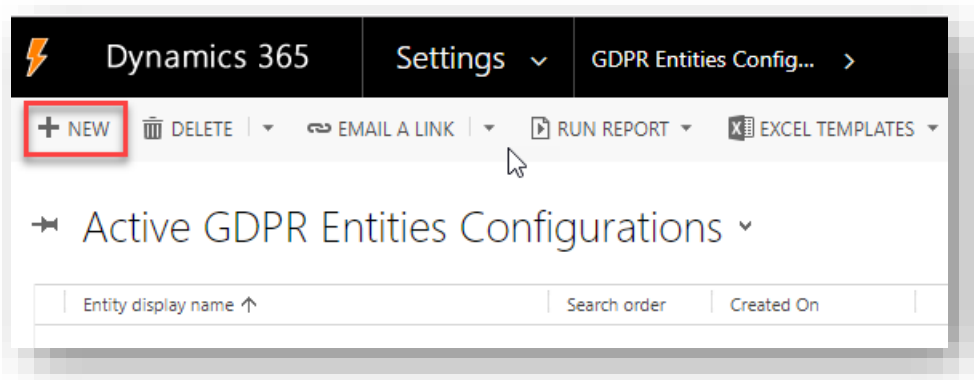 Dynamics 365 Settings GDPR Entities Config...
NEW DELETE EMAIL A LINK RUN REPORT EXCEL TEMPLATES
Active GDPR Entities Configurations
Entity display name ↑ Search order Created On